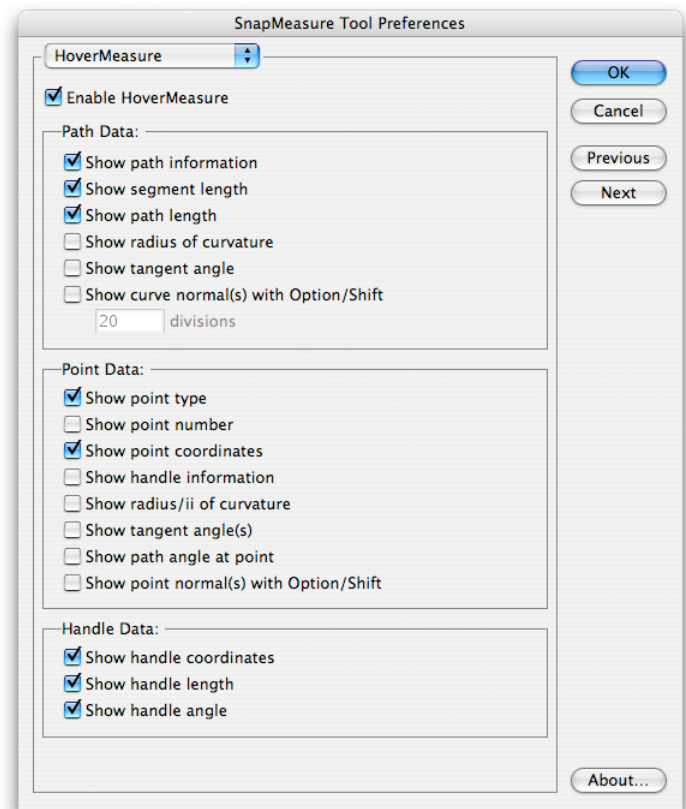 SnapMeasure Tool Preferences
HoverMeasure
OK
Enable HoverMeasure
Cancel
Path Data:
Previous
Show path information
Show segment length
Next
Show path length
Show radius of curvature
Show tangent angle
Show curve normal(s) with Option/Shift
20 divisions
Point Data:
Show point type
Show point number
Show point coordinates
Show handle information
Show radius/ii of curvature
Show tangent angle(s)
Show path angle at point
Show point normal(s) with Option/Shift
Handle Data:
Show handle coordinates
Show handle length
Show handle angle
About...